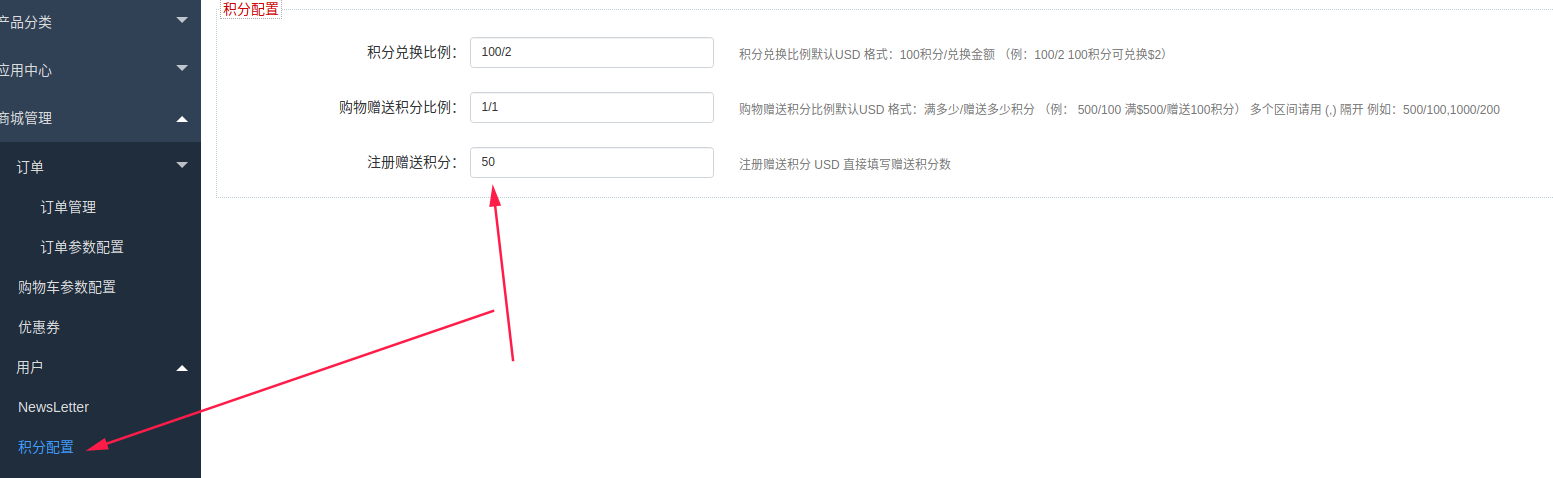 产品分类
应用中心
商城管理
订单
订单管理
订单参数配置
购物车参数配置
优惠券
用户
NewsLetter
积分配置
积分配置
积分兑换比例： 100/2 积分兑换比例默认USD 格式：100积分/兑换金额 （例：100/2 100积分可兑换$2）
购物赠送积分比例： 1/1 购物赠送积分比例默认USD 格式：满多少/赠送多少积分 （例： 500/100 满$500/赠送100积分） 多个区间请用 (,) 隔开 例如：500/100,1000/200
注册赠送积分： 50 注册赠送积分 USD 直接填写赠送积分数